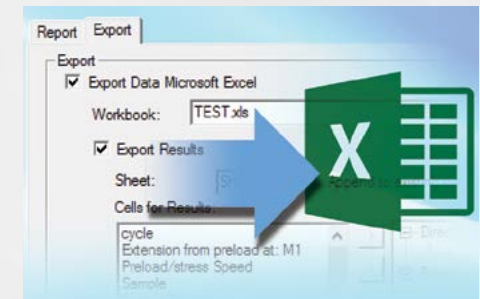 Report Export
Export
Export Data Microsoft Excel
Workbook: TEST.xls
Export Results
Sheet:
Cells for Results:
cycle
Extension from preload at: M1
Preload/stress Speed
Sample
X